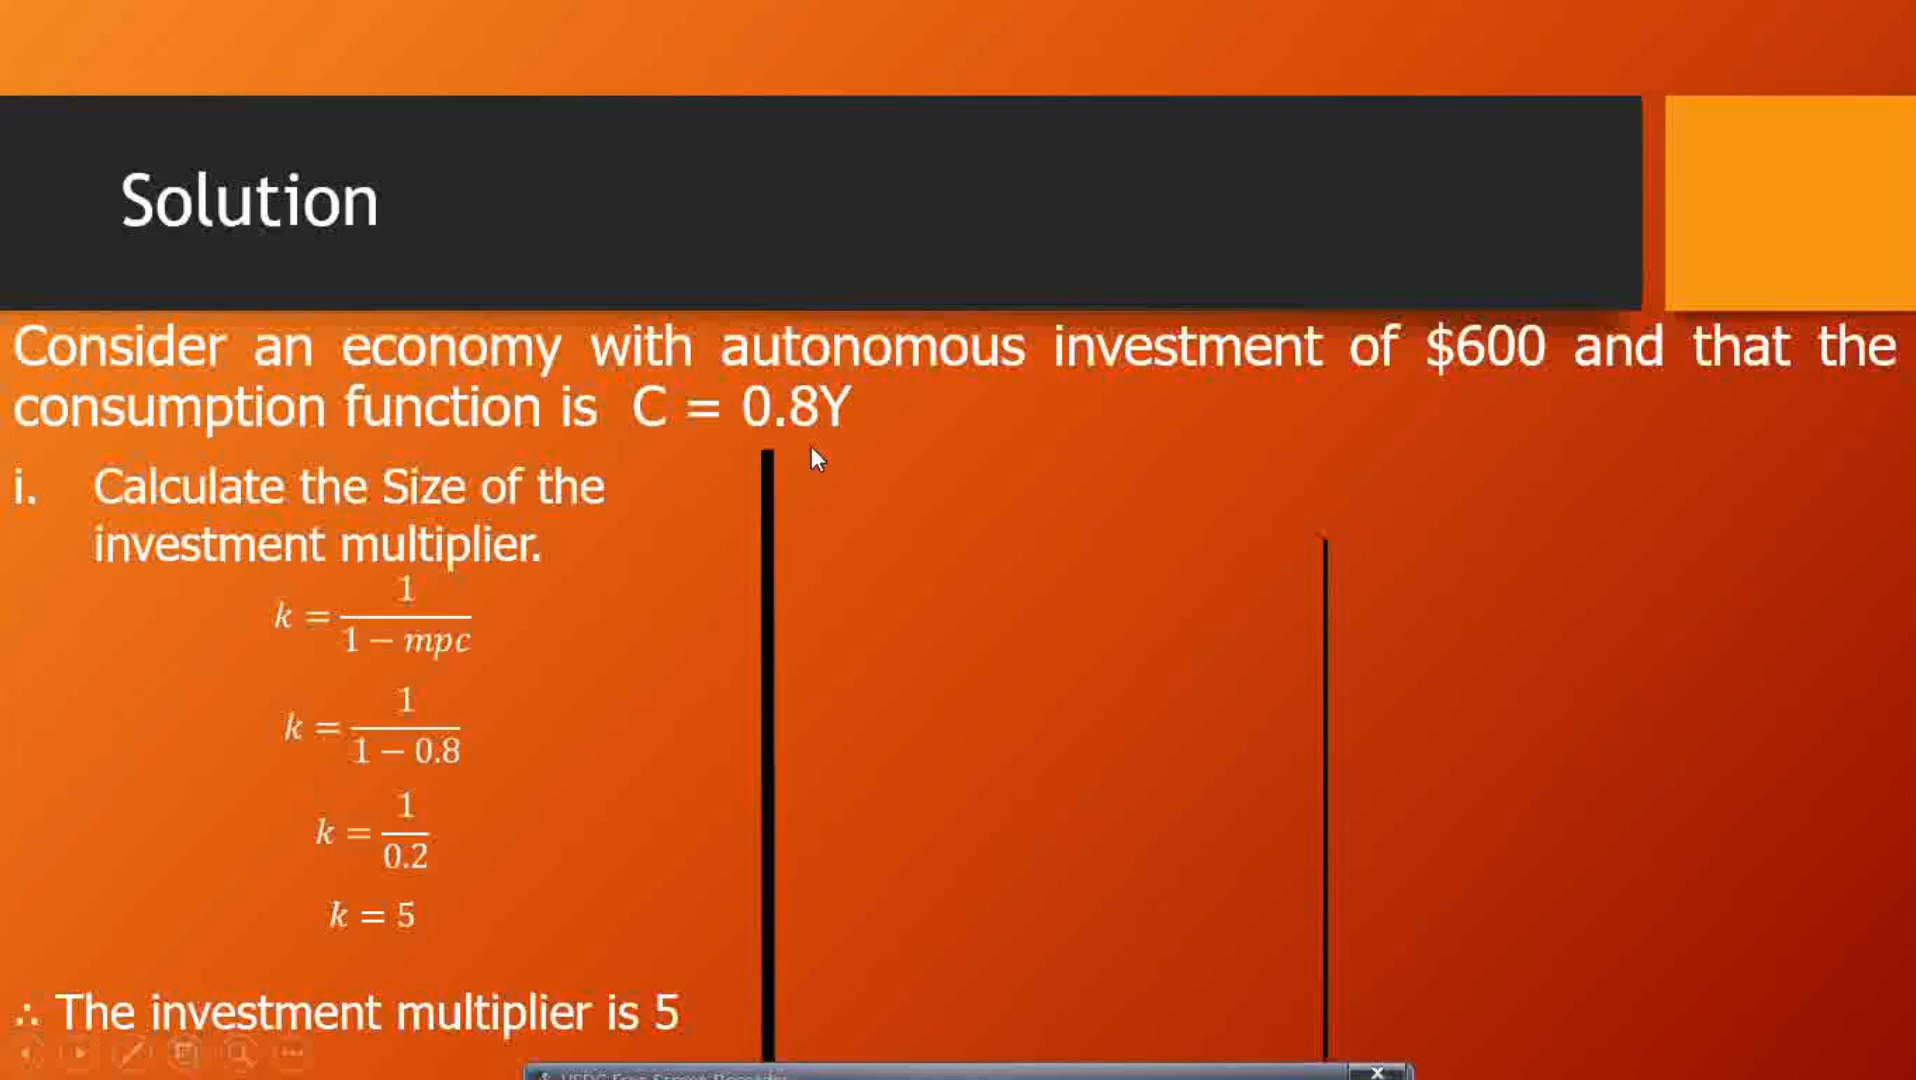 Solution
Consider an economy with autonomous investment of $600 and that the
consumption function is C = 0.8Y
i. Calculate the Size of the
investment multiplier.
k = 1 / (1 − mpc)
k = 1 / (1 − 0.8)
k = 1 / 0.2
k = 5
∴ The investment multiplier is 5